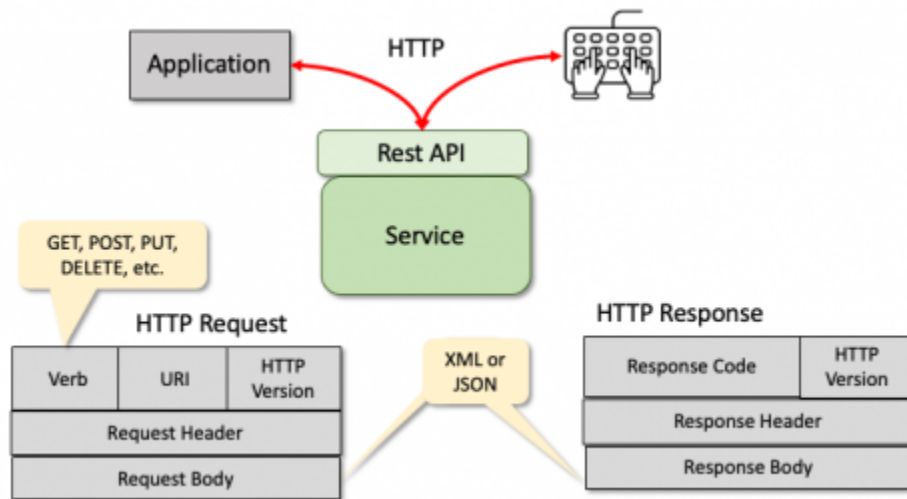 HTTP
Application
Rest API
Service
GET, POST, PUT,
DELETE, etc.
HTTP Request
Verb
URI
HTTP
Version
Request Header
Request Body
XML or
JSON
HTTP Response
Response Code
HTTP
Version
Response Header
Response Body